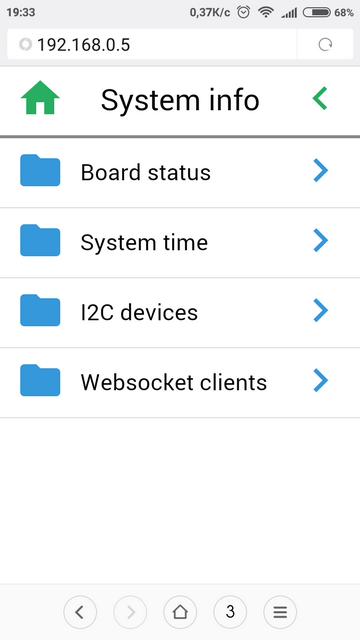 19:33 0,37K/c 68%
192.168.0.5
System info
Board status
System time
I2C devices
Websocket clients
3